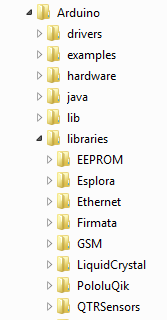 Arduino
drivers
examples
hardware
java
lib
libraries
EEPROM
Esplora
Ethernet
Firmata
GSM
LiquidCrystal
PololuQik
QTRSensors